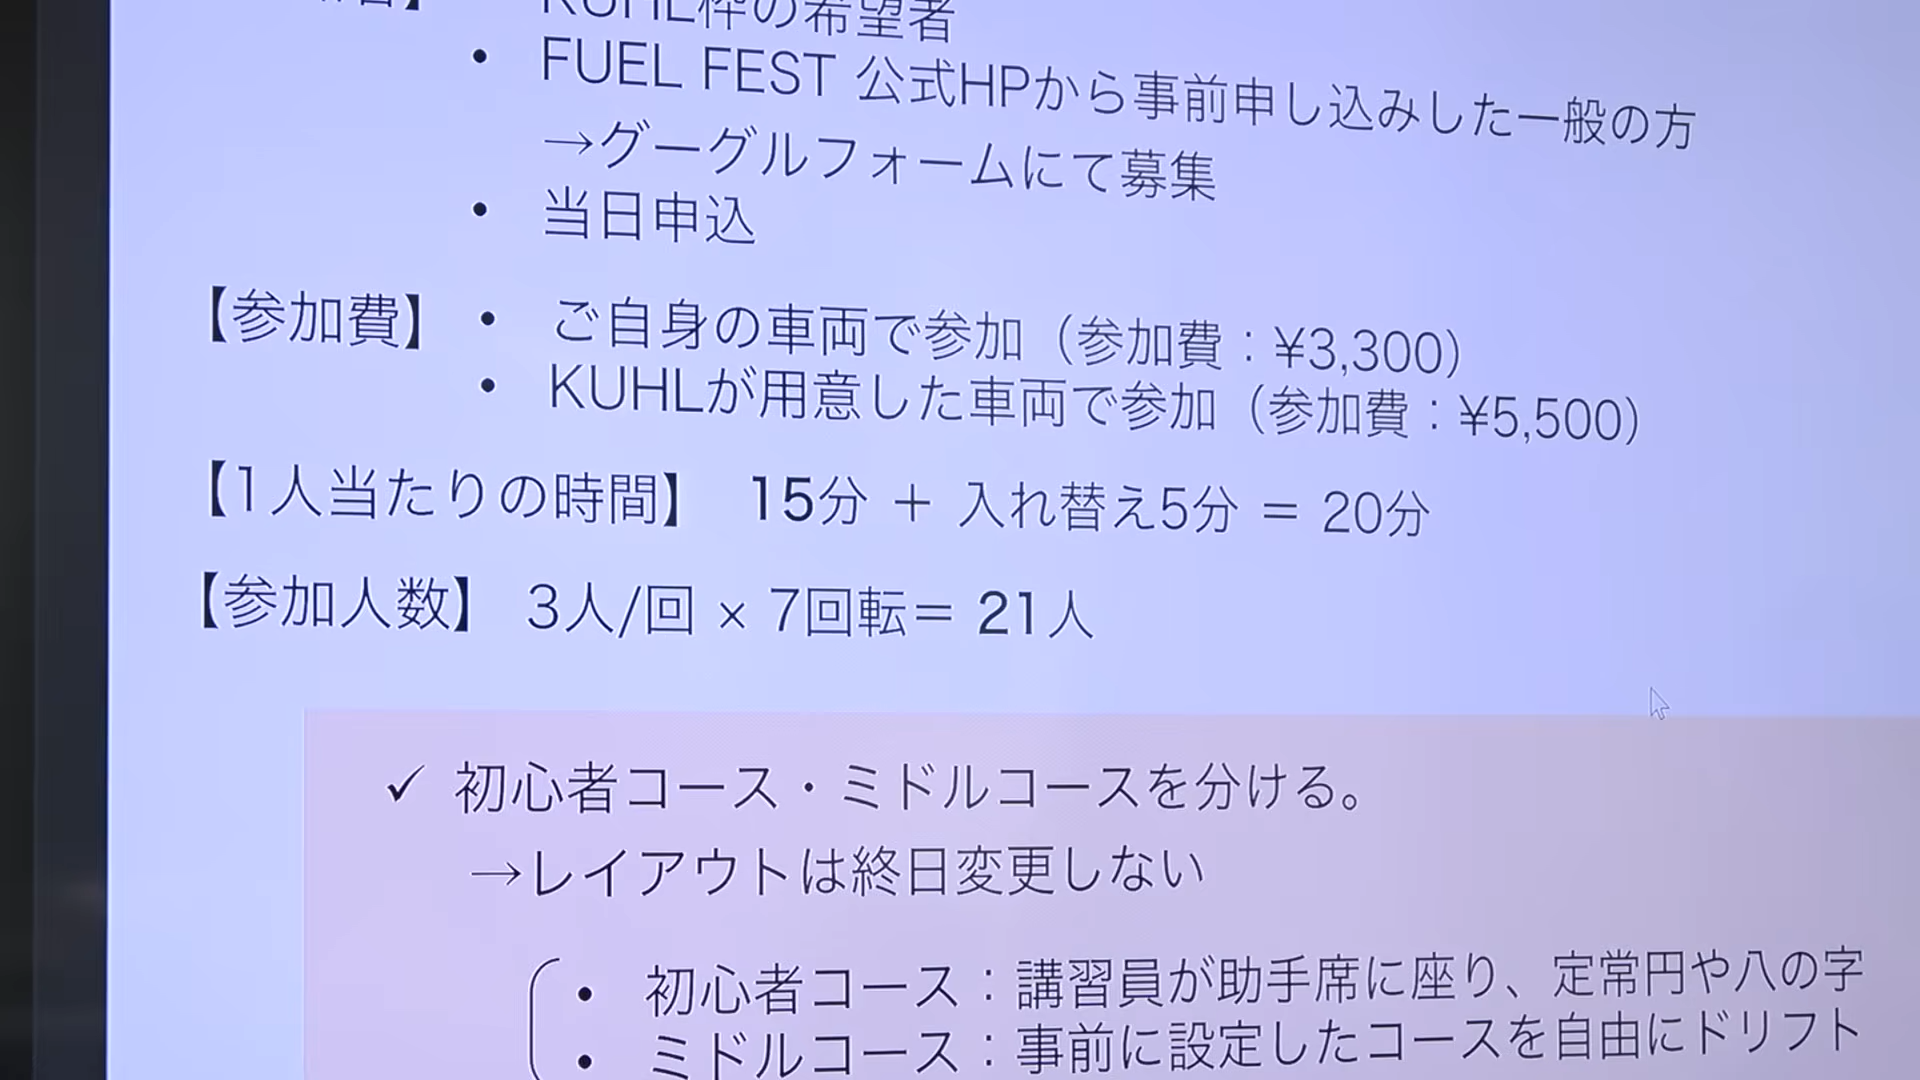 KUHL枠の希望者
• FUEL FEST 公式HPから事前申し込みした一般の方
→グーグルフォームにて募集
• 当日申込
【参加費】 • ご自身の車両で参加（参加費：¥3,300）
• KUHLが用意した車両で参加（参加費：¥5,500）
【1人当たりの時間】 15分 ＋ 入れ替え5分 ＝ 20分
【参加人数】 3人/回 × 7回転＝ 21人
✓ 初心者コース・ミドルコースを分ける。
→レイアウトは終日変更しない
• 初心者コース：講習員が助手席に座り、定常円や八の字
• ミドルコース：事前に設定したコースを自由にドリフト